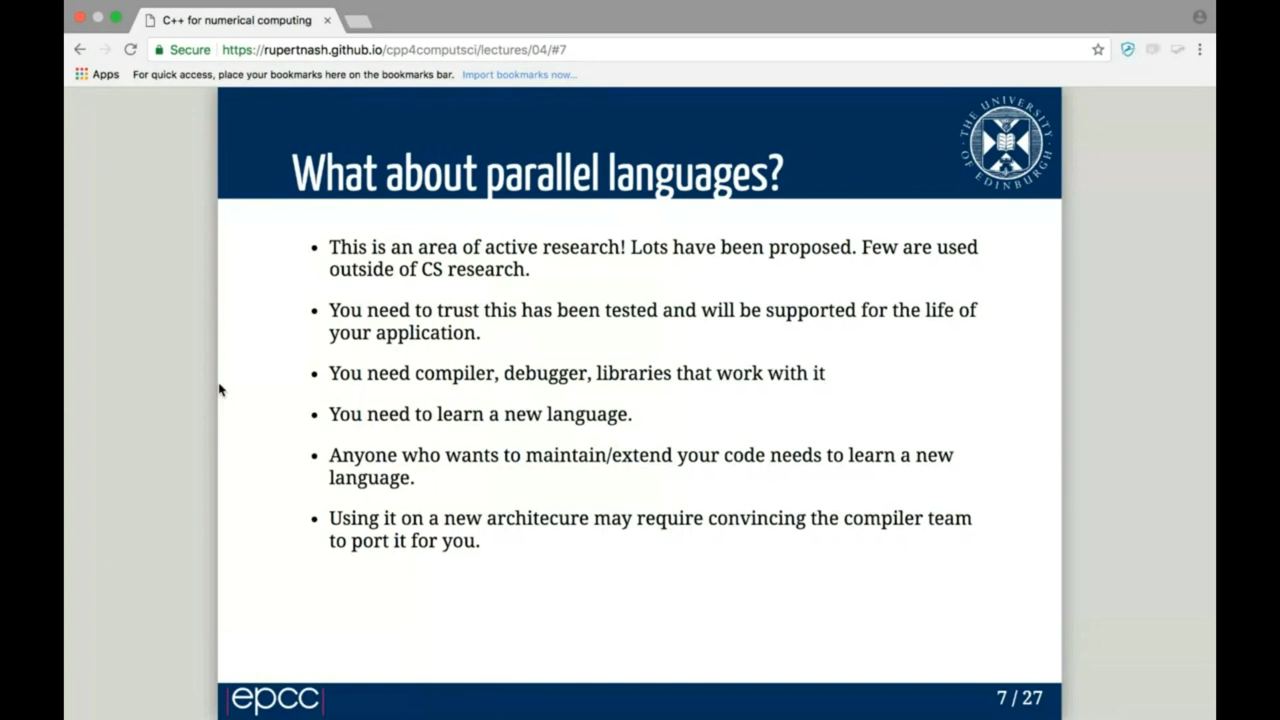 C++ for numerical computing
Secure https://rupertnash.github.io/cpp4computsci/lectures/04/#7
Apps For quick access, place your bookmarks here on the bookmarks bar. Import bookmarks now...
THE UNIVERSITY OF EDINBURGH
What about parallel languages?
• This is an area of active research! Lots have been proposed. Few are used
outside of CS research.
• You need to trust this has been tested and will be supported for the life of
your application.
• You need compiler, debugger, libraries that work with it
• You need to learn a new language.
• Anyone who wants to maintain/extend your code needs to learn a new
language.
• Using it on a new architecure may require convincing the compiler team
to port it for you.
epcc
7 / 27